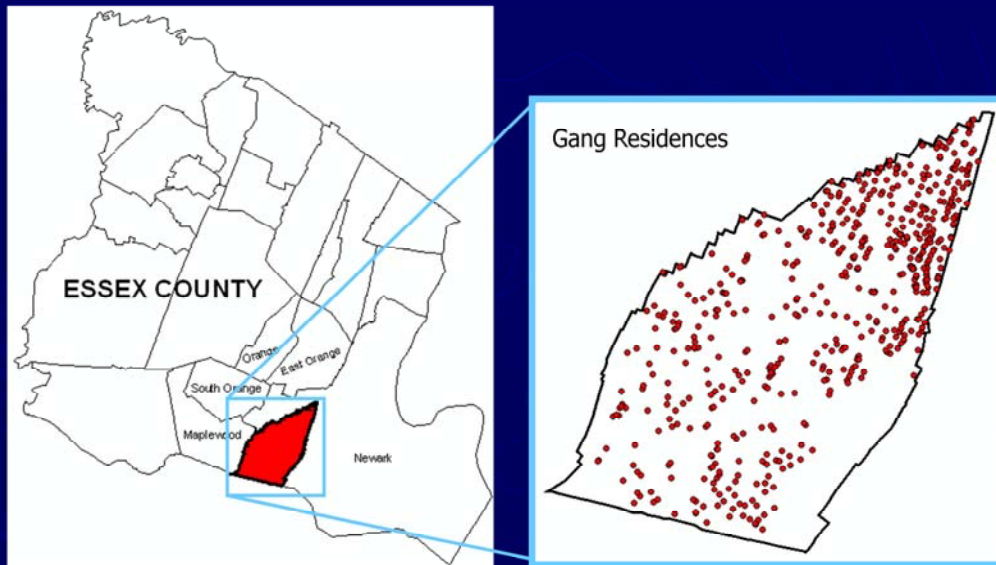 Gang Residences
ESSEX COUNTY
Orange
East Orange
South Orange
Maplewood
Newark